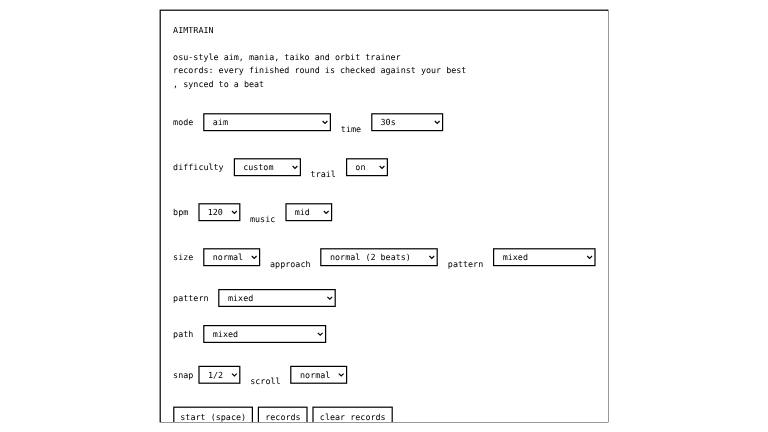 AIMTRAIN
osu-style aim, mania, taiko and orbit trainer
records: every finished round is checked against your best
, synced to a beat
mode aim time 30s
difficulty custom trail on
bpm 120 music mid
size normal approach normal (2 beats) pattern mixed
pattern mixed
path mixed
snap 1/2 scroll normal
start (space) records clear records